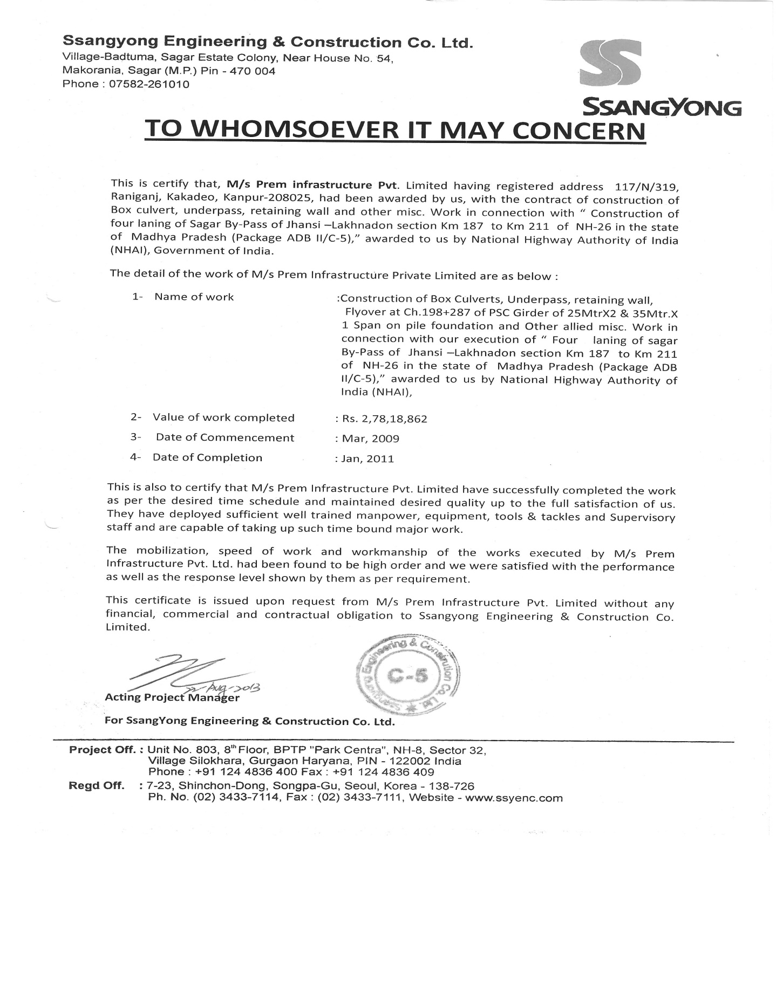 Ssangyong Engineering & Construction Co. Ltd.
Village-Badtuma, Sagar Estate Colony, Near House No. 54,
Makorania, Sagar (M.P.) Pin - 470 004
Phone : 07582-261010
SSANGYONG
TO WHOMSOEVER IT MAY CONCERN
This is certify that, M/s Prem infrastructure Pvt. Limited having registered address 117/N/319,
Raniganj, Kakadeo, Kanpur-208025, had been awarded by us, with the contract of construction of
Box culvert, underpass, retaining wall and other misc. Work in connection with “ Construction of
four laning of Sagar By-Pass of Jhansi –Lakhnadon section Km 187 to Km 211 of NH-26 in the state
of Madhya Pradesh (Package ADB II/C-5),” awarded to us by National Highway Authority of India
(NHAI), Government of India.
The detail of the work of M/s Prem Infrastructure Private Limited are as below :
1- Name of work :Construction of Box Culverts, Underpass, retaining wall,
Flyover at Ch.198+287 of PSC Girder of 25MtrX2 & 35Mtr.X
1 Span on pile foundation and Other allied misc. Work in
connection with our execution of “ Four laning of sagar
By-Pass of Jhansi –Lakhnadon section Km 187 to Km 211
of NH-26 in the state of Madhya Pradesh (Package ADB
II/C-5),” awarded to us by National Highway Authority of
India (NHAI),
2- Value of work completed : Rs. 2,78,18,862
3- Date of Commencement : Mar, 2009
4- Date of Completion : Jan, 2011
This is also to certify that M/s Prem Infrastructure Pvt. Limited have successfully completed the work
as per the desired time schedule and maintained desired quality up to the full satisfaction of us.
They have deployed sufficient well trained manpower, equipment, tools & tackles and Supervisory
staff and are capable of taking up such time bound major work.
The mobilization, speed of work and workmanship of the works executed by M/s Prem
Infrastructure Pvt. Ltd. had been found to be high order and we were satisfied with the performance
as well as the response level shown by them as per requirement.
This certificate is issued upon request from M/s Prem Infrastructure Pvt. Limited without any
financial, commercial and contractual obligation to Ssangyong Engineering & Construction Co.
Limited.
Ssangyong Engineering & Constrution Co. Ltd.
C-5
22-Aug-2013
Acting Project Manager
For SsangYong Engineering & Construction Co. Ltd.
Project Off. : Unit No. 803, 8th Floor, BPTP "Park Centra", NH-8, Sector 32,
Village Silokhara, Gurgaon Haryana, PIN - 122002 India
Phone : +91 124 4836 400 Fax : +91 124 4836 409
Regd Off. : 7-23, Shinchon-Dong, Songpa-Gu, Seoul, Korea - 138-726
Ph. No. (02) 3433-7114, Fax : (02) 3433-7111, Website - www.ssyenc.com